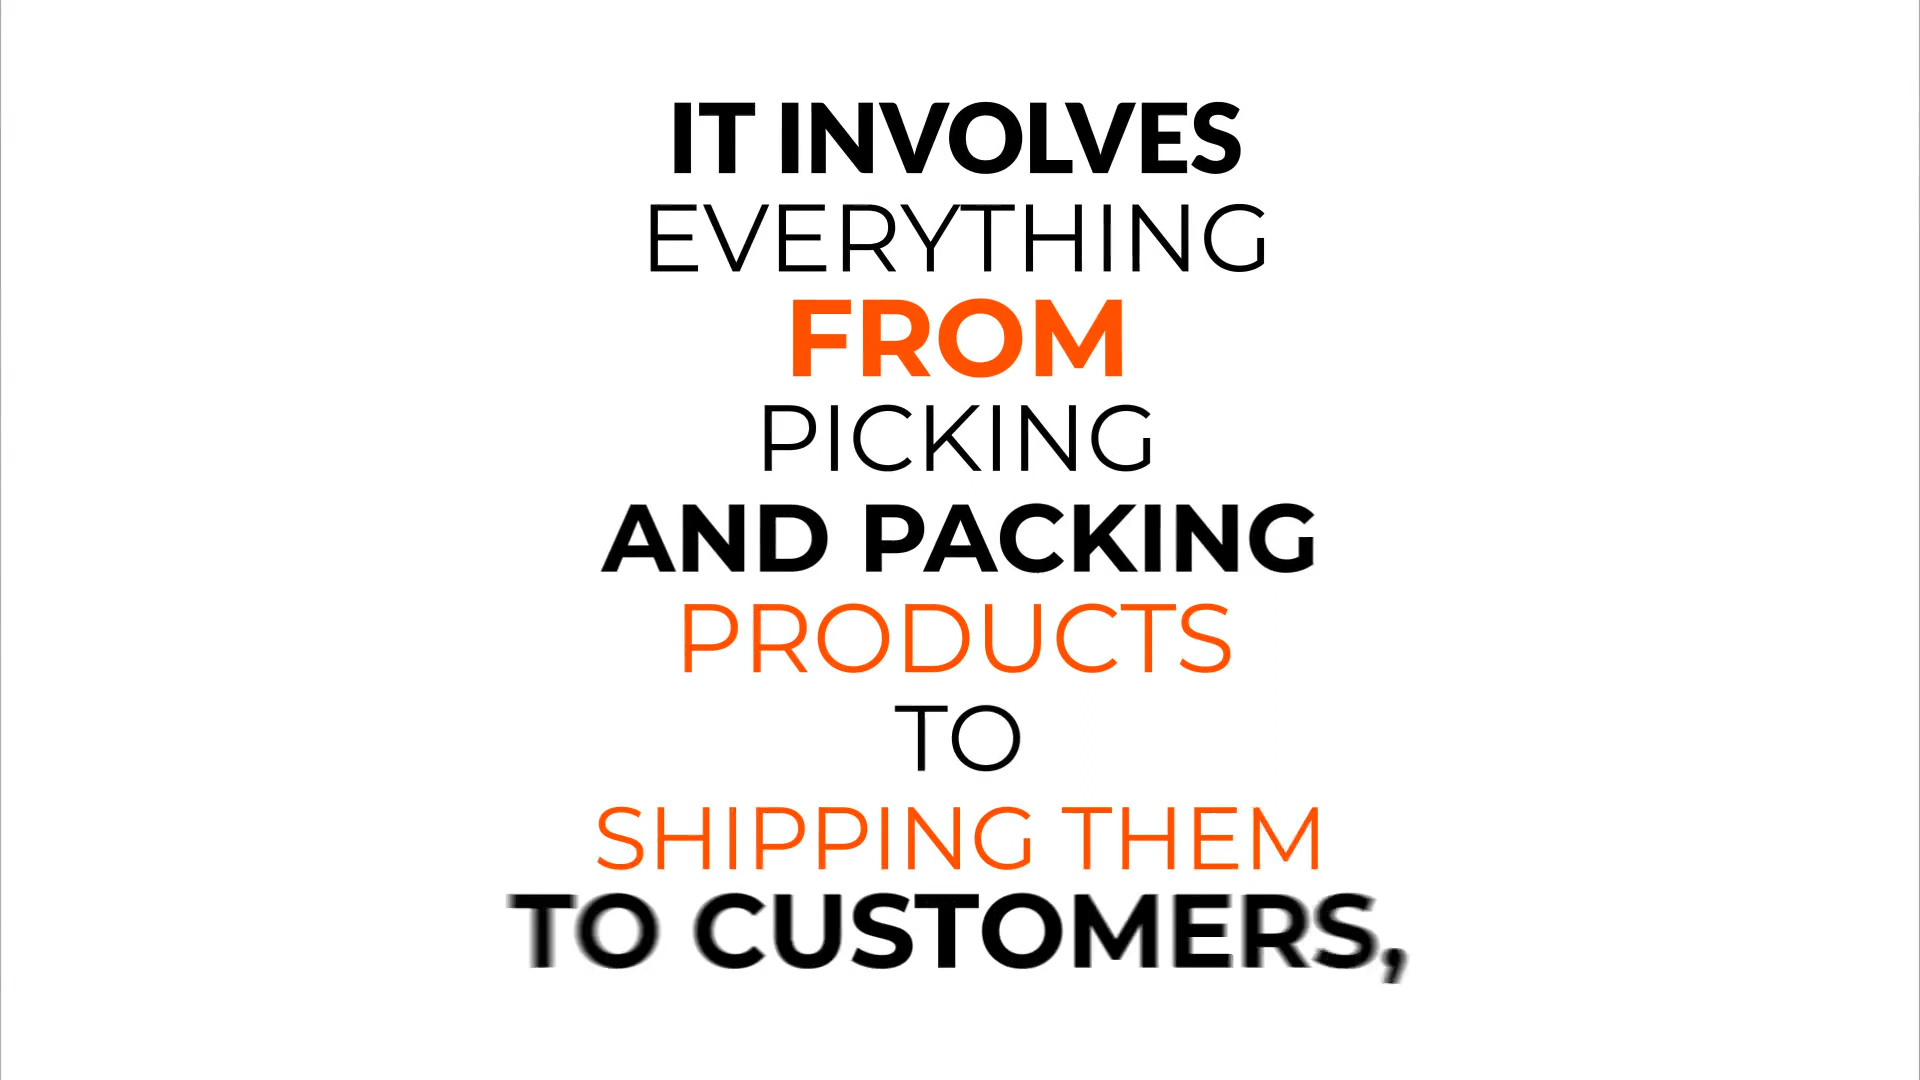 IT INVOLVES
EVERYTHING
FROM
PICKING
AND PACKING
PRODUCTS
TO
SHIPPING THEM
TO CUSTOMERS,